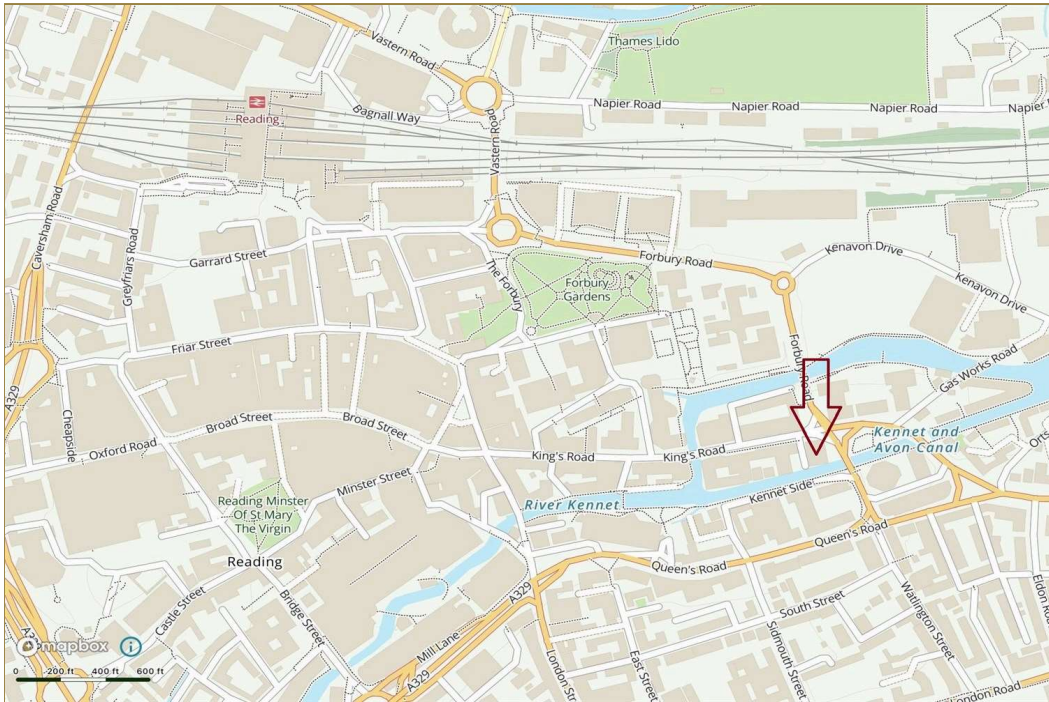 Vastern Road
Thames Lido
Reading
Bagnall Way
Napier Road
Napier Road
Napier Road
Napier
Vastern Road
Caversham Road
Greyfriars Road
Garrard Street
The Forbury
Forbury
Gardens
Forbury Road
Kenavon Drive
Kenavon Drive
Friar Street
Forbury Road
Gas Works Road
A329
Cheapside
Oxford Road
Broad Street
Broad Street
King's Road
King's Road
Kennet and
Avon Canal
Orts
Minster Street
Reading Minster
Of St Mary
The Virgin
River Kennet
Kennet Side
Queen's Road
Reading
Queen's Road
Castle Street
Bridge Street
A329
Mill Lane
South Street
Watlington Street
Eldon Roa
Sidmouth Street
East Street
London Str
A329
London Road
A32
mapbox
i
0 200 ft 400 ft 600 ft